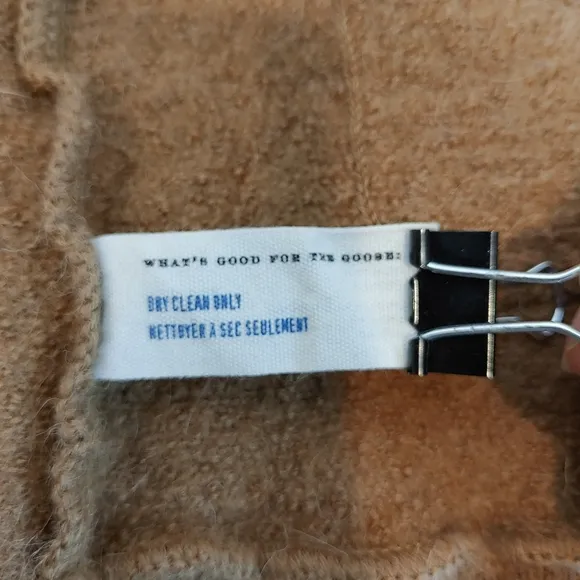 WHAT'S GOOD FOR THE GOOSE:
DRY CLEAN ONLY
NETTOYER À SEC SEULEMENT